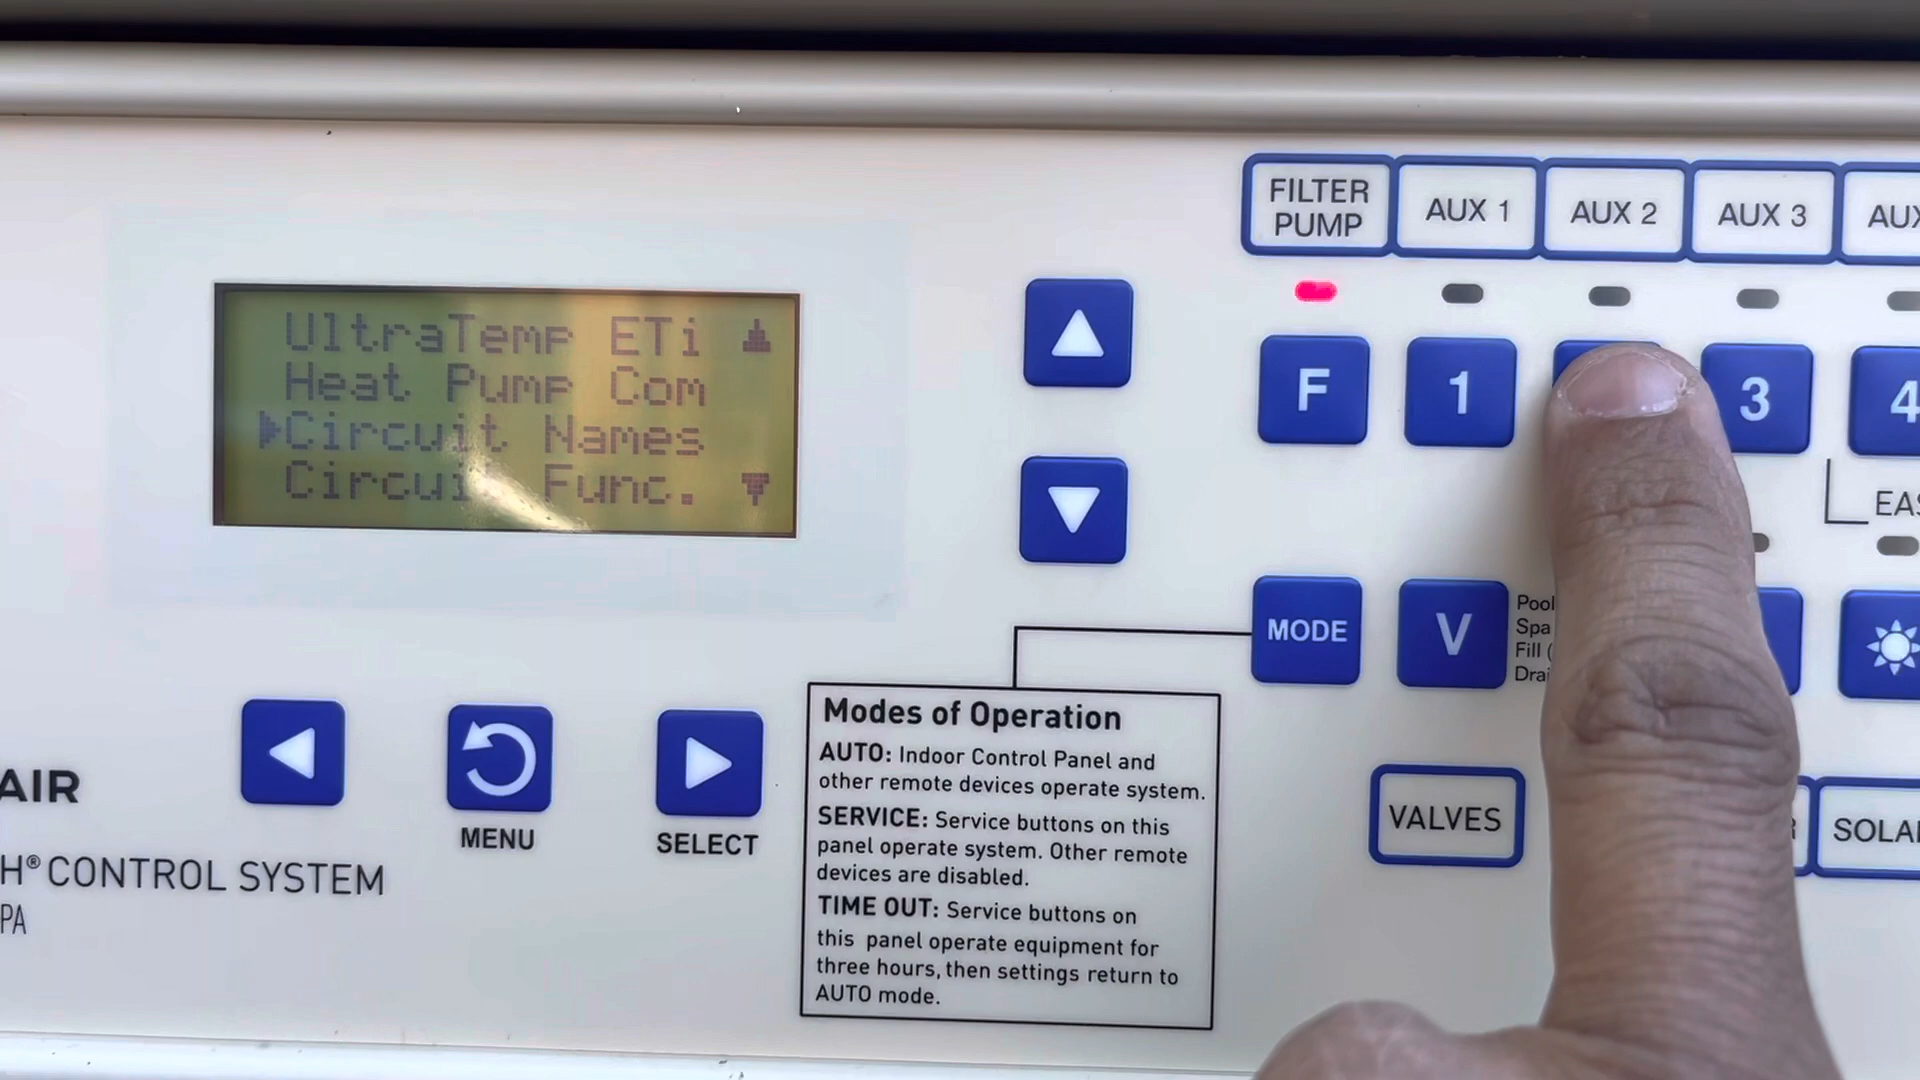 FILTER
PUMP
AUX 1
AUX 2
AUX 3
UltraTemp ETi
Heat Pump Com
Circuit Names
Circuit Func.
F
1
3
4
MODE
V
Pool
Spa
Fill
MENU
SELECT
VALVES
CONTROL SYSTEM
Modes of Operation
AUTO: Indoor Control Panel and
other remote devices operate system.
SERVICE: Service buttons on this
panel operate system. Other remote
devices are disabled.
TIME OUT: Service buttons on
this panel operate equipment for
three hours, then settings return to
AUTO mode.